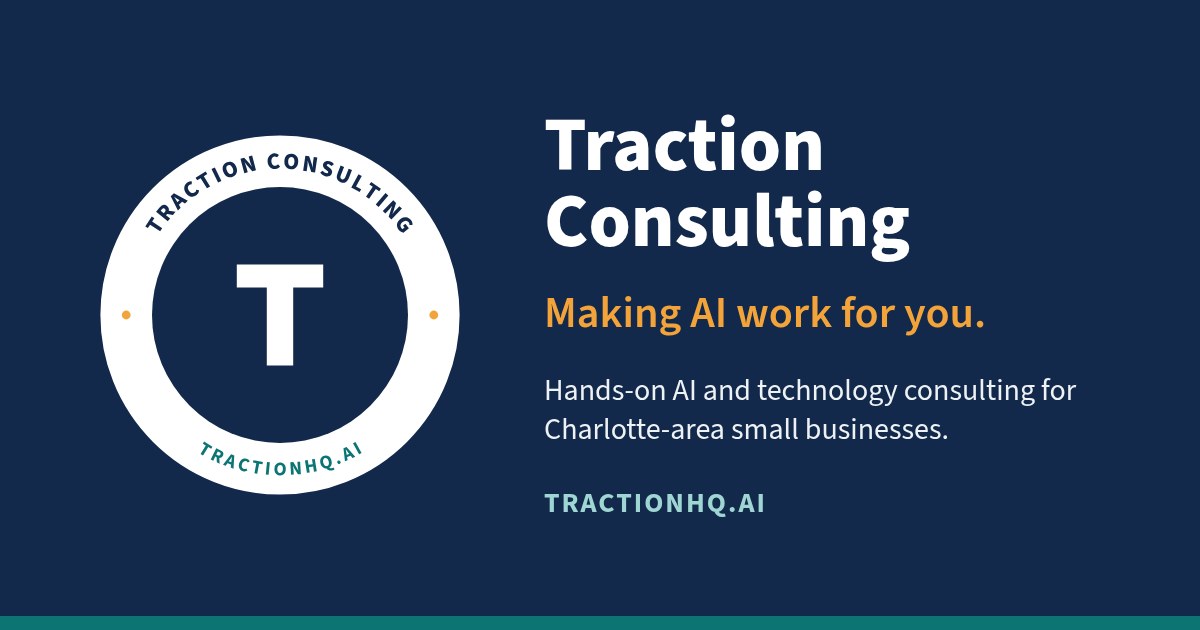 TRACTION CONSULTING
T
TRACTIONHQ.AI
Traction
Consulting
Making AI work for you.
Hands-on AI and technology consulting for
Charlotte-area small businesses.
TRACTIONHQ.AI